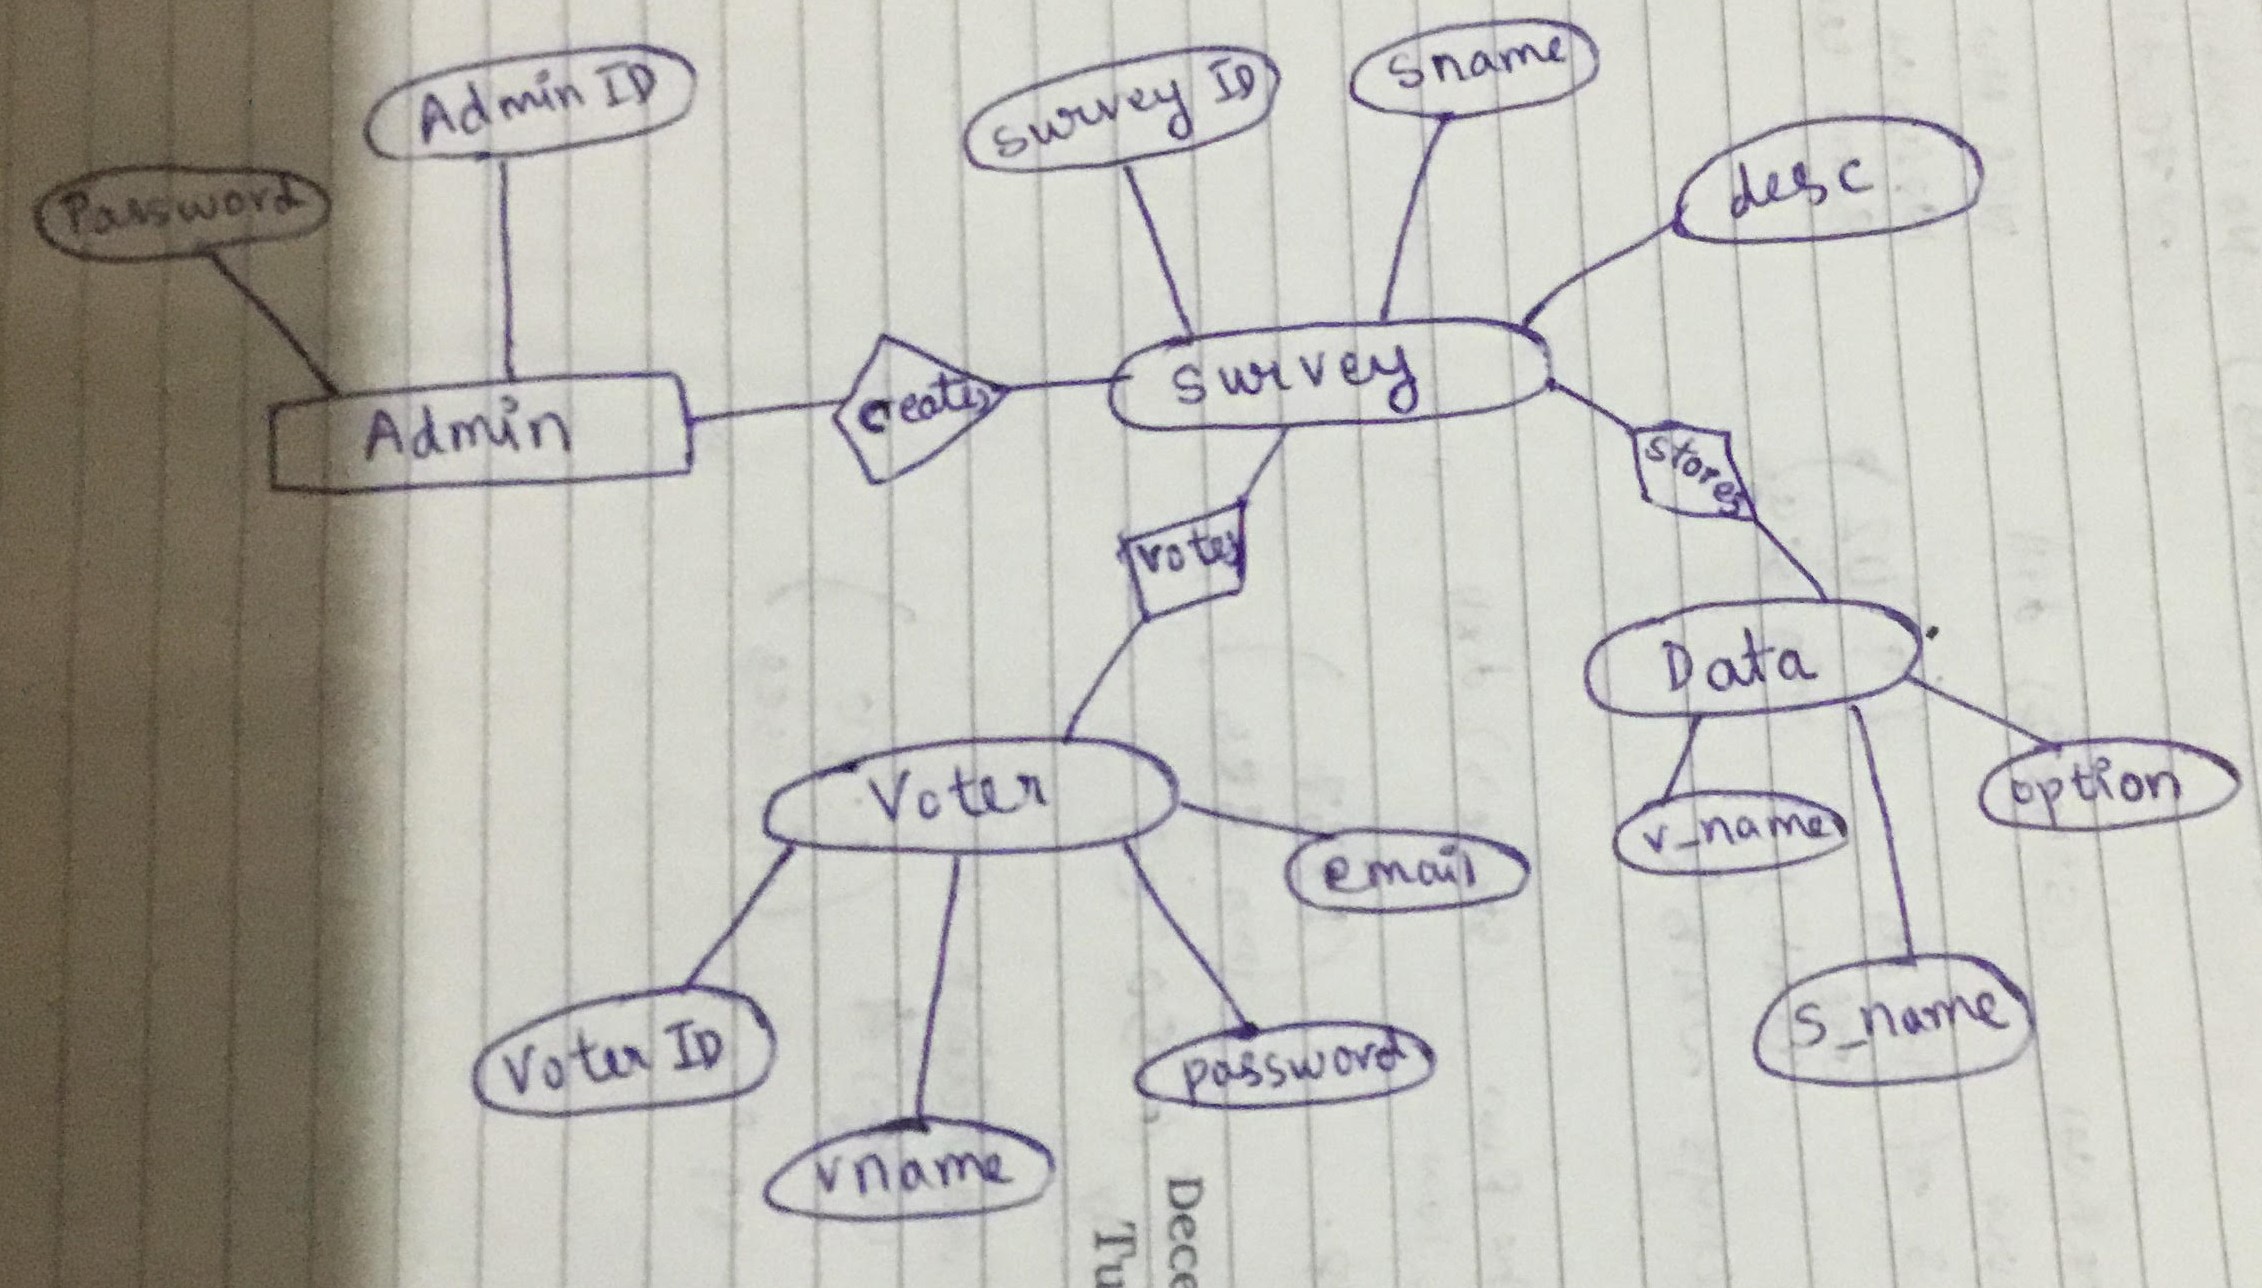 Admin ID
Password
Survey ID
Sname
desc
Admin
creates
Survey
stores
votes
Data
Voter
email
v_name
option
Voter ID
vname
password
S_name
Dece
Tu